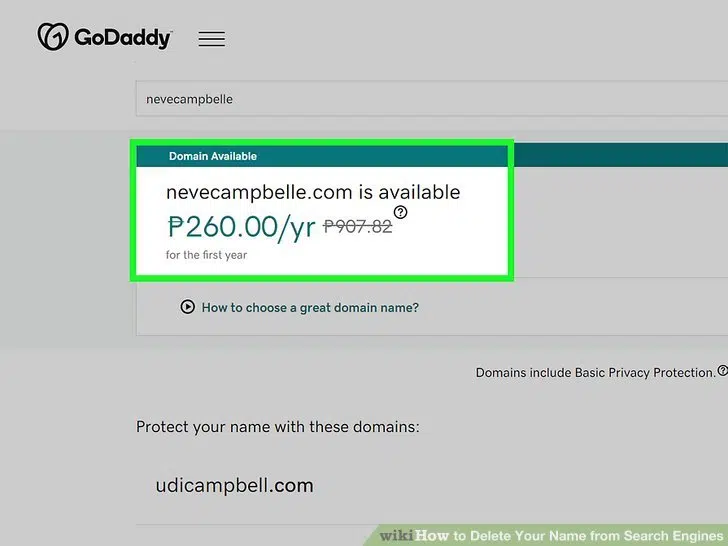 GoDaddy
nevecampbelle
Domain Available
nevecampbelle.com is available
₱260.00/yr ₱907.82 ?
for the first year
How to choose a great domain name?
Domains include Basic Privacy Protection. ?
Protect your name with these domains:
udicampbell.com
wikiHow to Delete Your Name from Search Engines